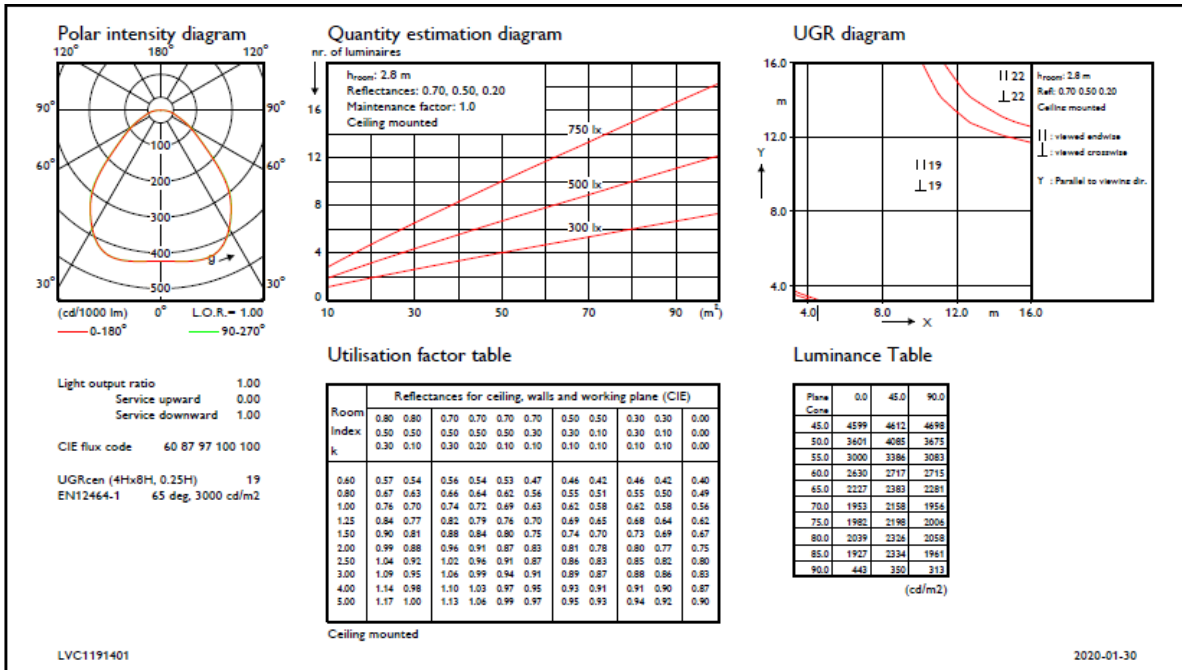 Polar intensity diagram
120° 180° 120°
90° 90°
60° 60°
30° 30°
100
200
300
400
500
g
(cd/1000 lm) 0° L.O.R.= 1.00
0-180° 90-270°
Light output ratio 1.00
Service upward 0.00
Service downward 1.00
CIE flux code 60 87 97 100 100
UGRcen (4Hx8H, 0.25H) 19
EN12464-1 65 deg, 3000 cd/m2
Quantity estimation diagram
nr. of luminaires
hroom: 2.8 m
Reflectances: 0.70, 0.50, 0.20
Maintenance factor: 1.0
Ceiling mounted
16
12
8
4
0
750 lx
500 lx
300 lx
10 30 50 70 90 (m²)
UGR diagram
16.0
m
12.0
Y
8.0
4.0
4.0 8.0 X 12.0 m 16.0
|| 22
⊥ 22
|| 19
⊥ 19
hroom: 2.8 m
Refl: 0.70 0.50 0.20
Ceiling mounted
|| : viewed endwise
⊥ : viewed crosswise
Y : Parallel to viewing dir.
Utilisation factor table
Reflectances for ceiling, walls and working plane (CIE)
Room 0.80 0.80 0.70 0.70 0.70 0.70 0.50 0.50 0.30 0.30 0.00
Index 0.50 0.50 0.50 0.50 0.50 0.30 0.30 0.10 0.30 0.10 0.00
k 0.30 0.10 0.30 0.20 0.10 0.10 0.10 0.10 0.10 0.10 0.00
0.60 0.57 0.54 0.56 0.54 0.53 0.47 0.46 0.42 0.46 0.42 0.40
0.80 0.67 0.63 0.66 0.64 0.62 0.56 0.55 0.51 0.55 0.50 0.49
1.00 0.76 0.70 0.74 0.72 0.69 0.63 0.62 0.58 0.62 0.58 0.56
1.25 0.84 0.77 0.82 0.79 0.76 0.70 0.69 0.65 0.68 0.64 0.62
1.50 0.90 0.81 0.88 0.84 0.80 0.75 0.74 0.70 0.73 0.69 0.67
2.00 0.99 0.88 0.96 0.91 0.87 0.83 0.81 0.78 0.80 0.77 0.75
2.50 1.04 0.92 1.02 0.96 0.91 0.87 0.86 0.83 0.85 0.82 0.80
3.00 1.09 0.95 1.06 0.99 0.94 0.91 0.89 0.87 0.88 0.86 0.83
4.00 1.14 0.98 1.10 1.03 0.97 0.95 0.93 0.91 0.91 0.90 0.87
5.00 1.17 1.00 1.13 1.06 0.99 0.97 0.95 0.93 0.94 0.92 0.90
Ceiling mounted
Luminance Table
Plane 0.0 45.0 90.0
Cone
45.0 4599 4612 4698
50.0 3601 4085 3675
55.0 3000 3386 3083
60.0 2630 2717 2715
65.0 2227 2383 2281
70.0 1953 2158 1956
75.0 1982 2198 2006
80.0 2039 2326 2058
85.0 1927 2334 1961
90.0 443 350 313
(cd/m2)
LVC1191401
2020-01-30